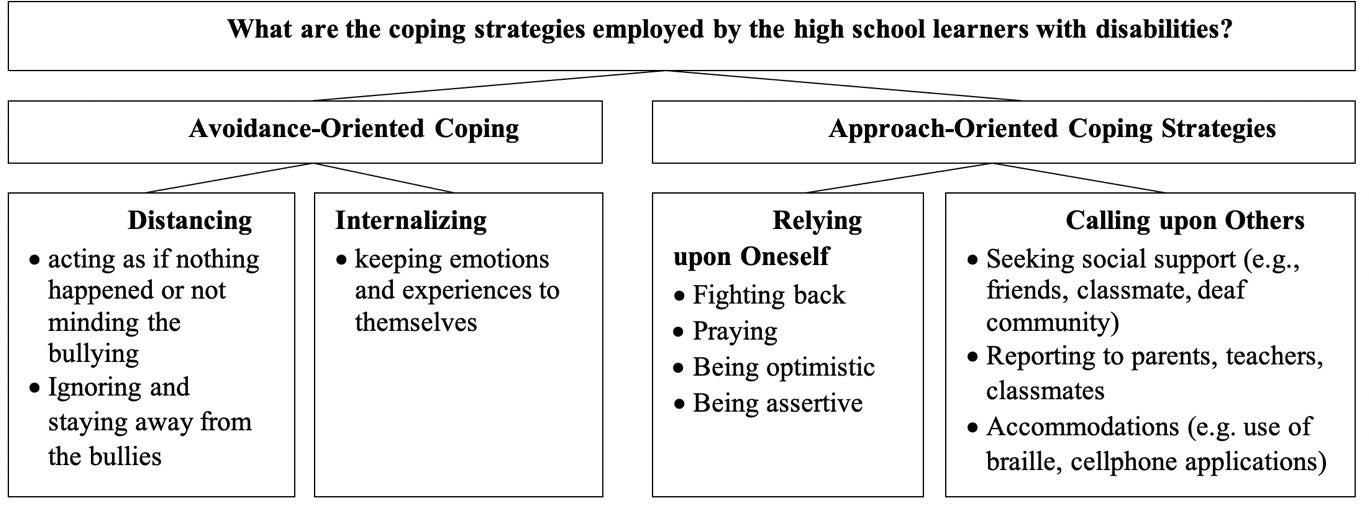 What are the coping strategies employed by the high school learners with disabilities?
Avoidance-Oriented Coping
Approach-Oriented Coping Strategies
Distancing
• acting as if nothing
happened or not
minding the
bullying
• Ignoring and
staying away from
the bullies
Internalizing
• keeping emotions
and experiences to
themselves
Relying
upon Oneself
• Fighting back
• Praying
• Being optimistic
• Being assertive
Calling upon Others
• Seeking social support (e.g.,
friends, classmate, deaf
community)
• Reporting to parents, teachers,
classmates
• Accommodations (e.g. use of
braille, cellphone applications)